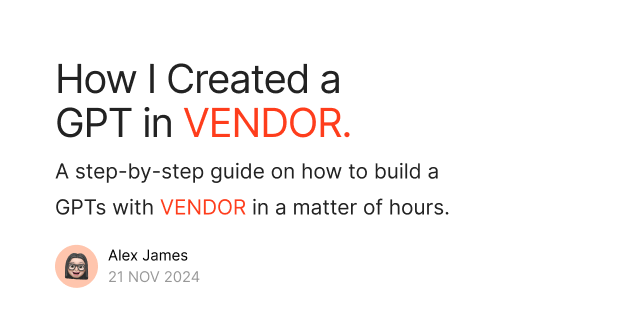 How I Created a
GPT in VENDOR.
A step-by-step guide on how to build a
GPTs with VENDOR in a matter of hours.
Alex James
21 NOV 2024